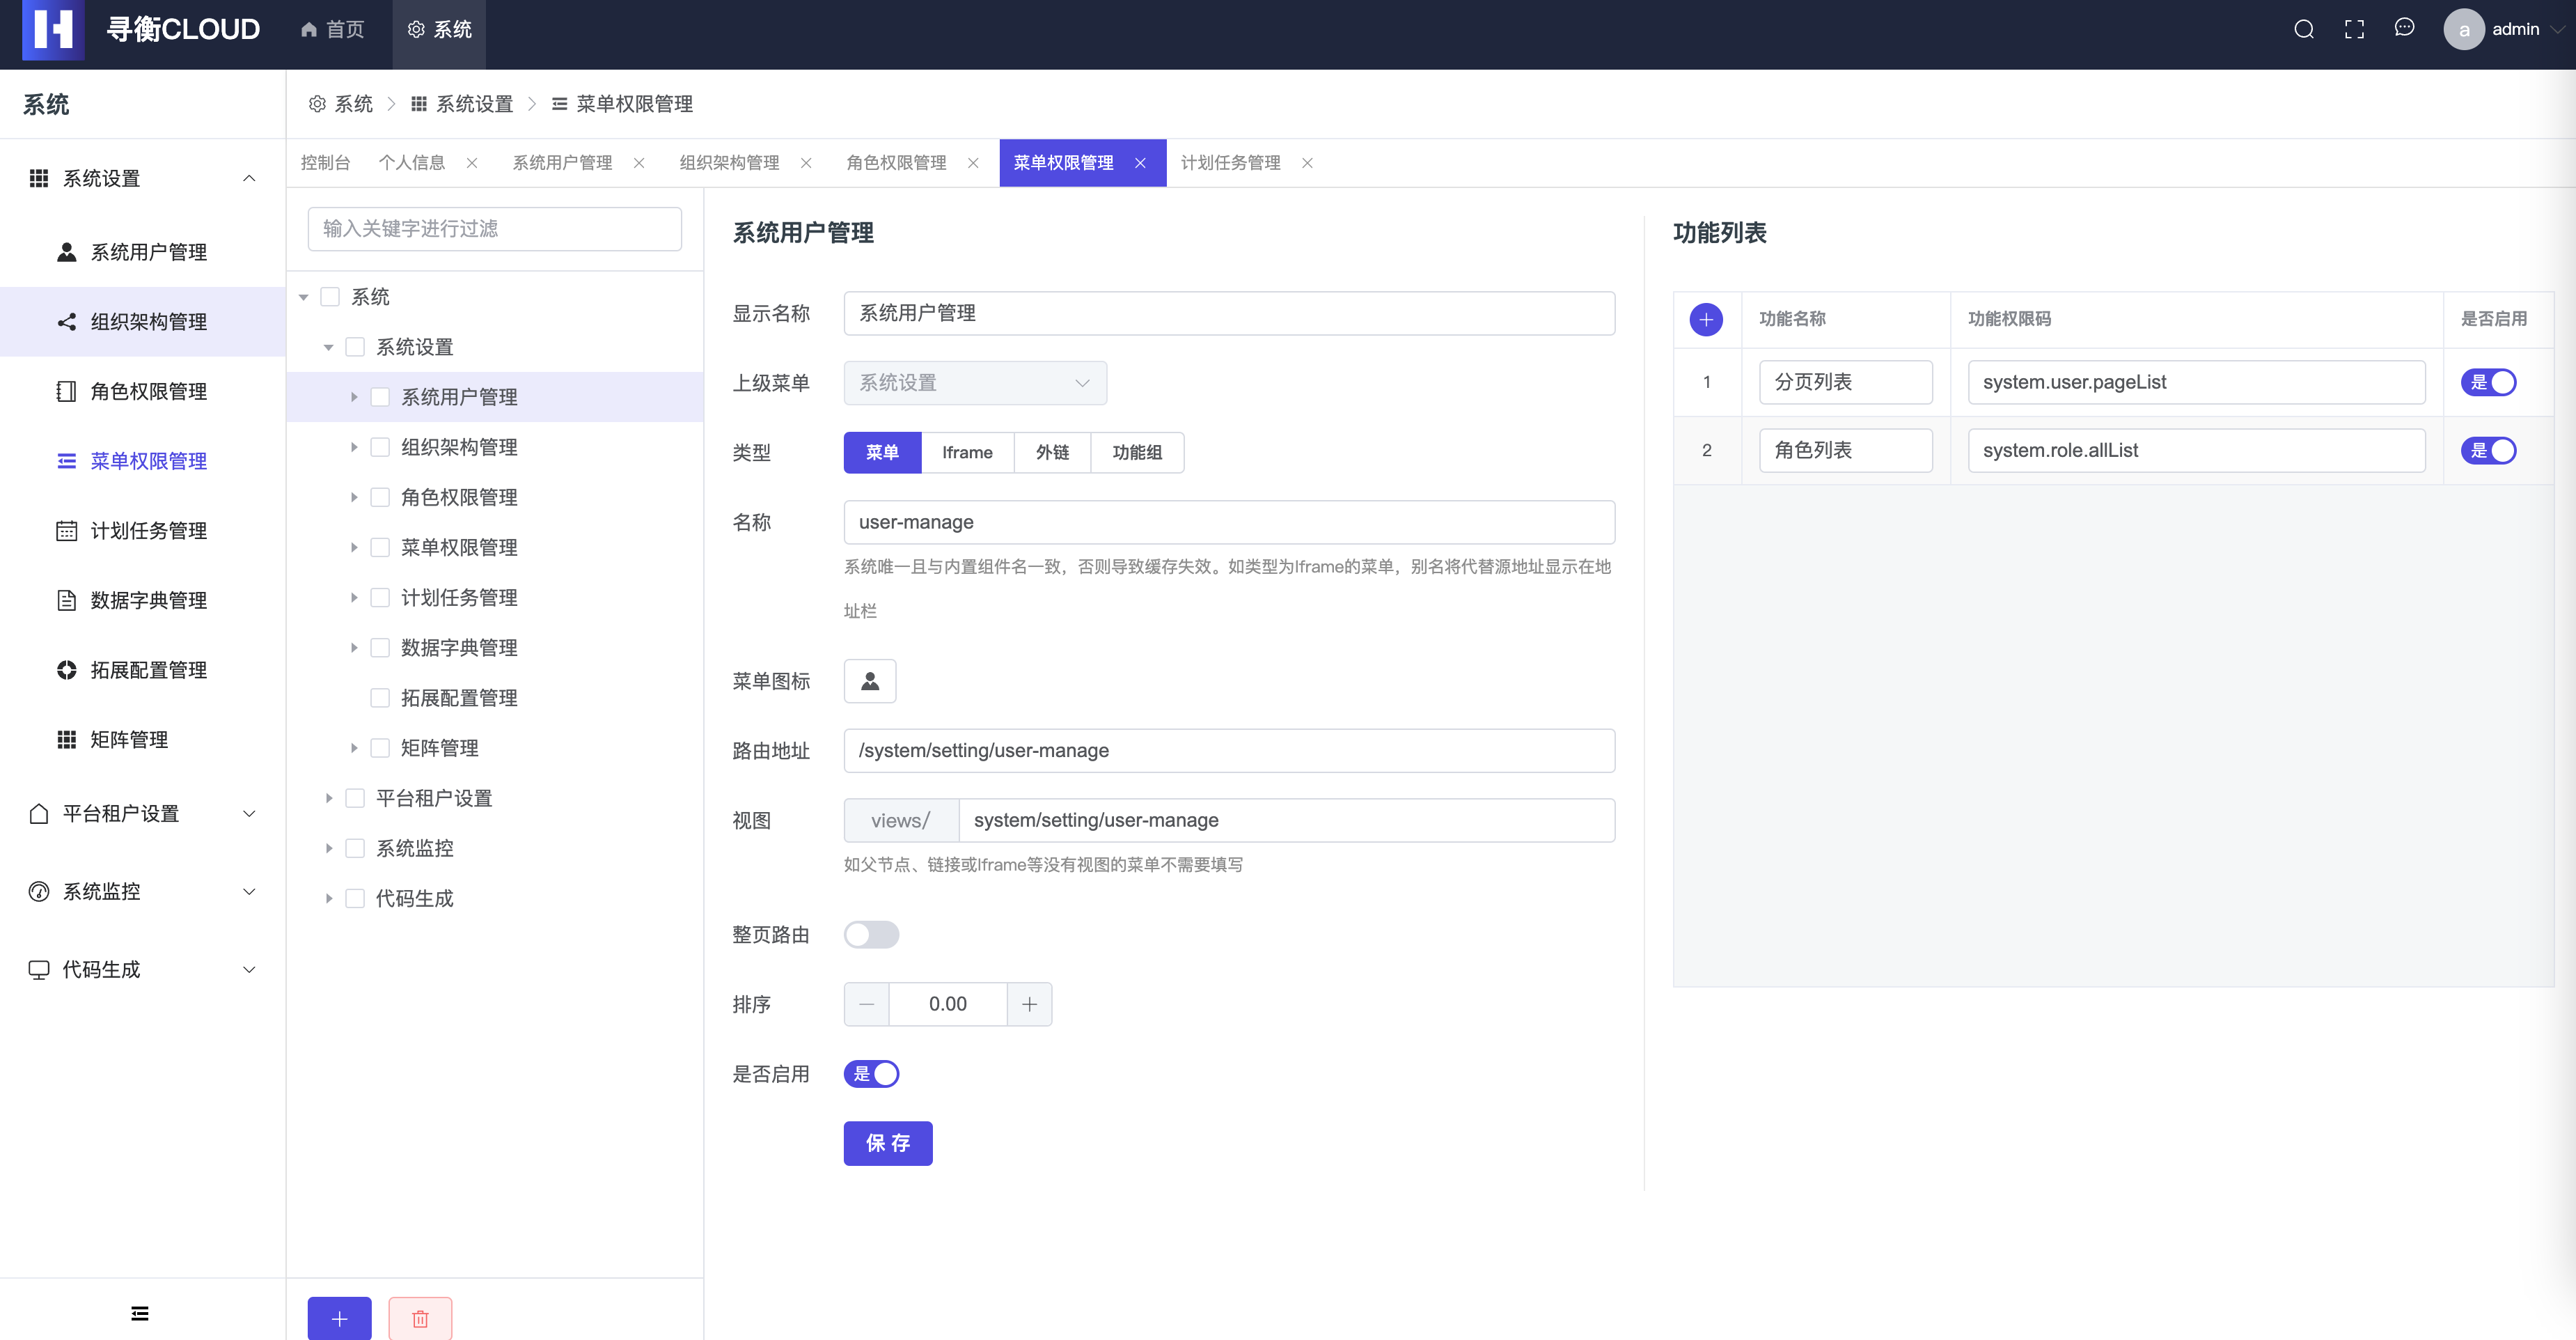 寻衡CLOUD
首页
系统
a
admin
系统
系统 系统设置 菜单权限管理
控制台 个人信息 系统用户管理 组织架构管理 角色权限管理 菜单权限管理 计划任务管理
系统设置
系统用户管理
组织架构管理
角色权限管理
菜单权限管理
计划任务管理
数据字典管理
拓展配置管理
矩阵管理
平台租户设置
系统监控
代码生成
输入关键字进行过滤
系统
系统设置
系统用户管理
组织架构管理
角色权限管理
菜单权限管理
计划任务管理
数据字典管理
拓展配置管理
矩阵管理
平台租户设置
系统监控
代码生成
系统用户管理
显示名称 系统用户管理
上级菜单 系统设置
类型 菜单 Iframe 外链 功能组
名称 user-manage
系统唯一且与内置组件名一致，否则导致缓存失效。如类型为Iframe的菜单，别名将代替源地址显示在地
址栏
菜单图标
路由地址 /system/setting/user-manage
视图 views/ system/setting/user-manage
如父节点、链接或Iframe等没有视图的菜单不需要填写
整页路由
排序 0.00
是否启用 是
保 存
功能列表
功能名称 功能权限码 是否启用
1 分页列表 system.user.pageList 是
2 角色列表 system.role.allList 是